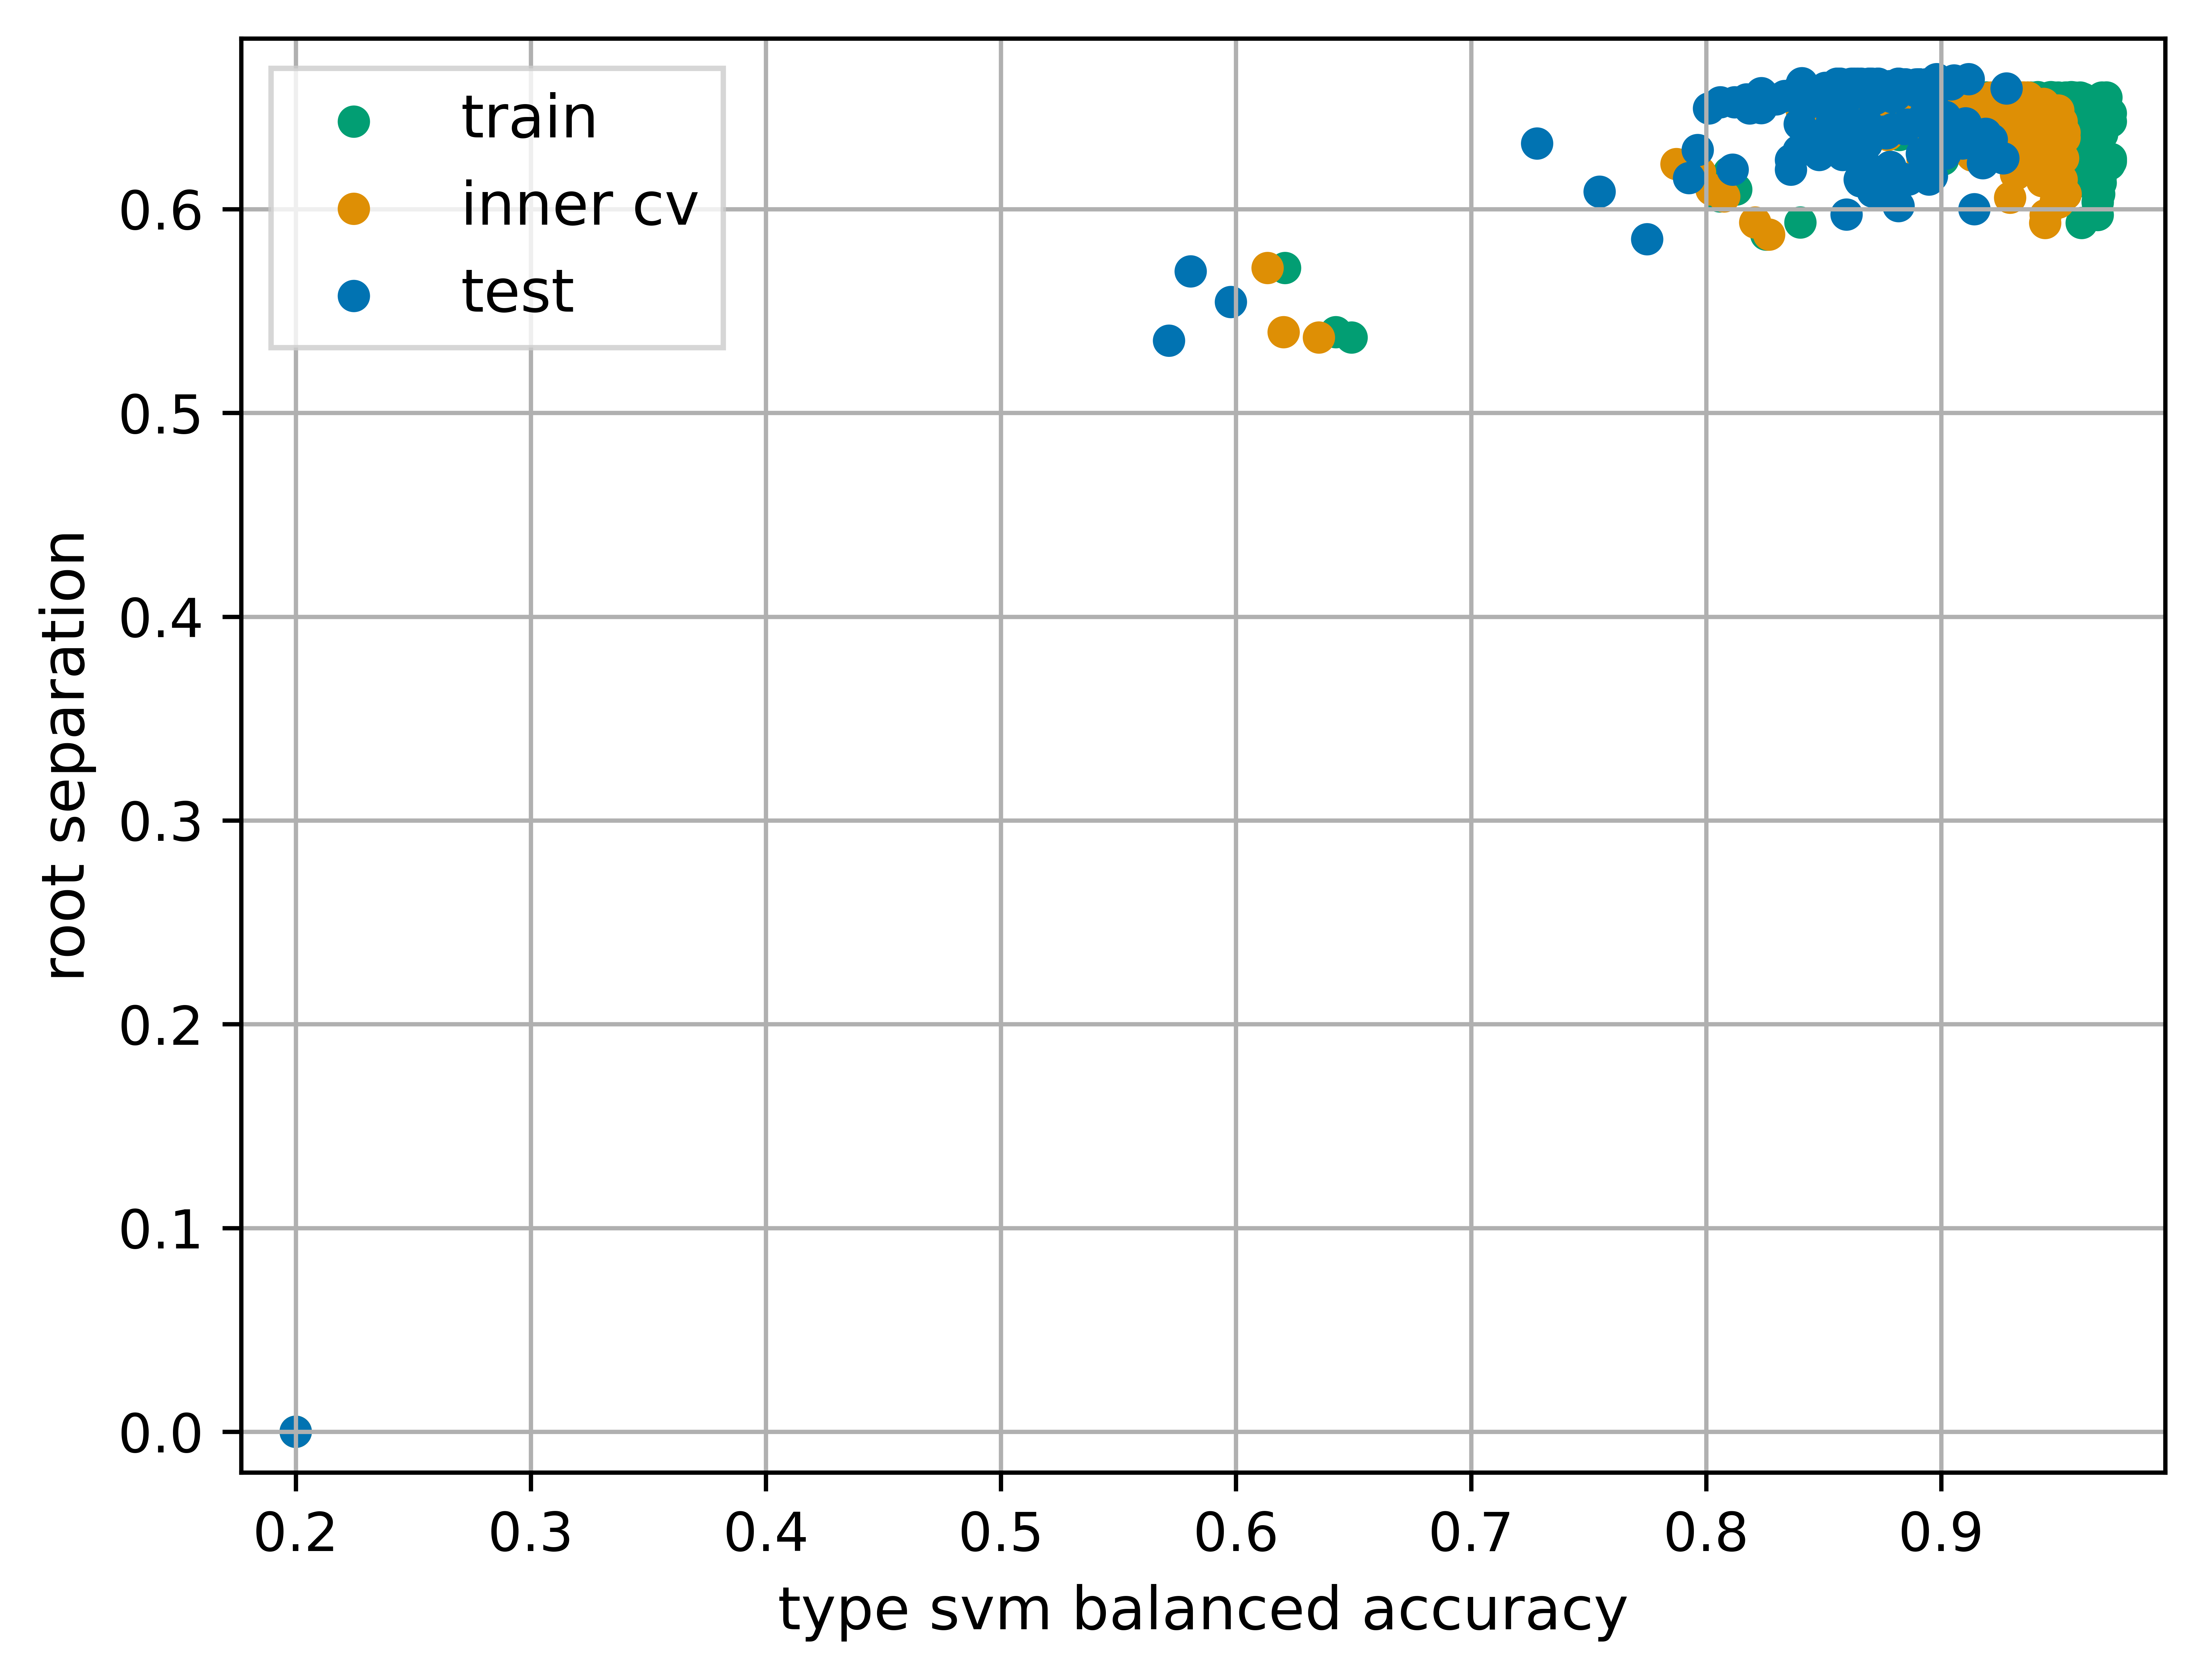 train
inner cv
test
0.6
0.5
0.4
0.3
0.2
0.1
0.0
root separation
0.2 0.3 0.4 0.5 0.6 0.7 0.8 0.9
type svm balanced accuracy